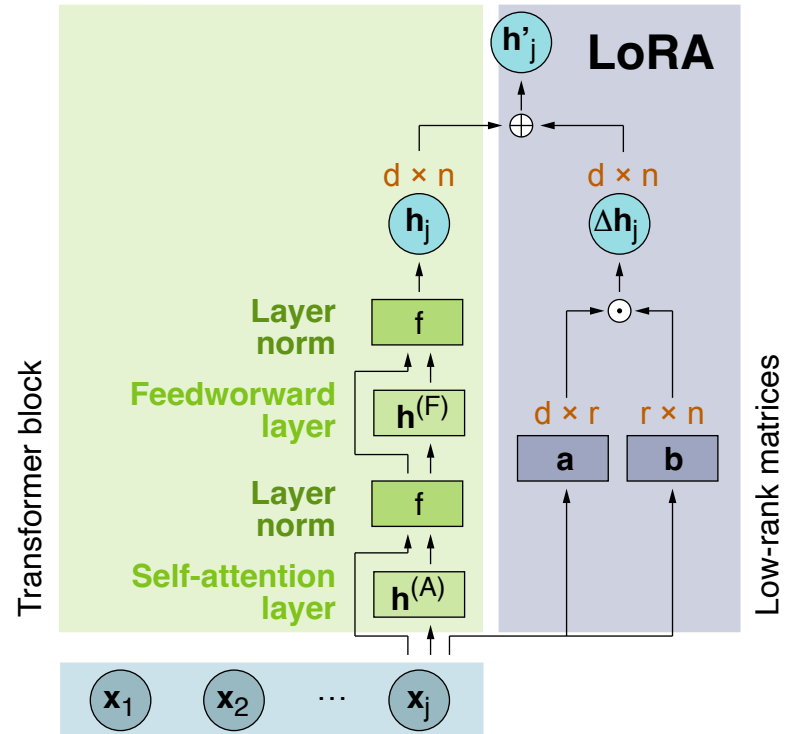 h'j
LoRA
d × n
d × n
hj
Δhj
Layer
norm
f
Feedworward
layer
h(F)
d × r
r × n
a
b
Layer
norm
f
Self-attention
layer
h(A)
x1
x2
...
xj
Transformer block
Low-rank matrices